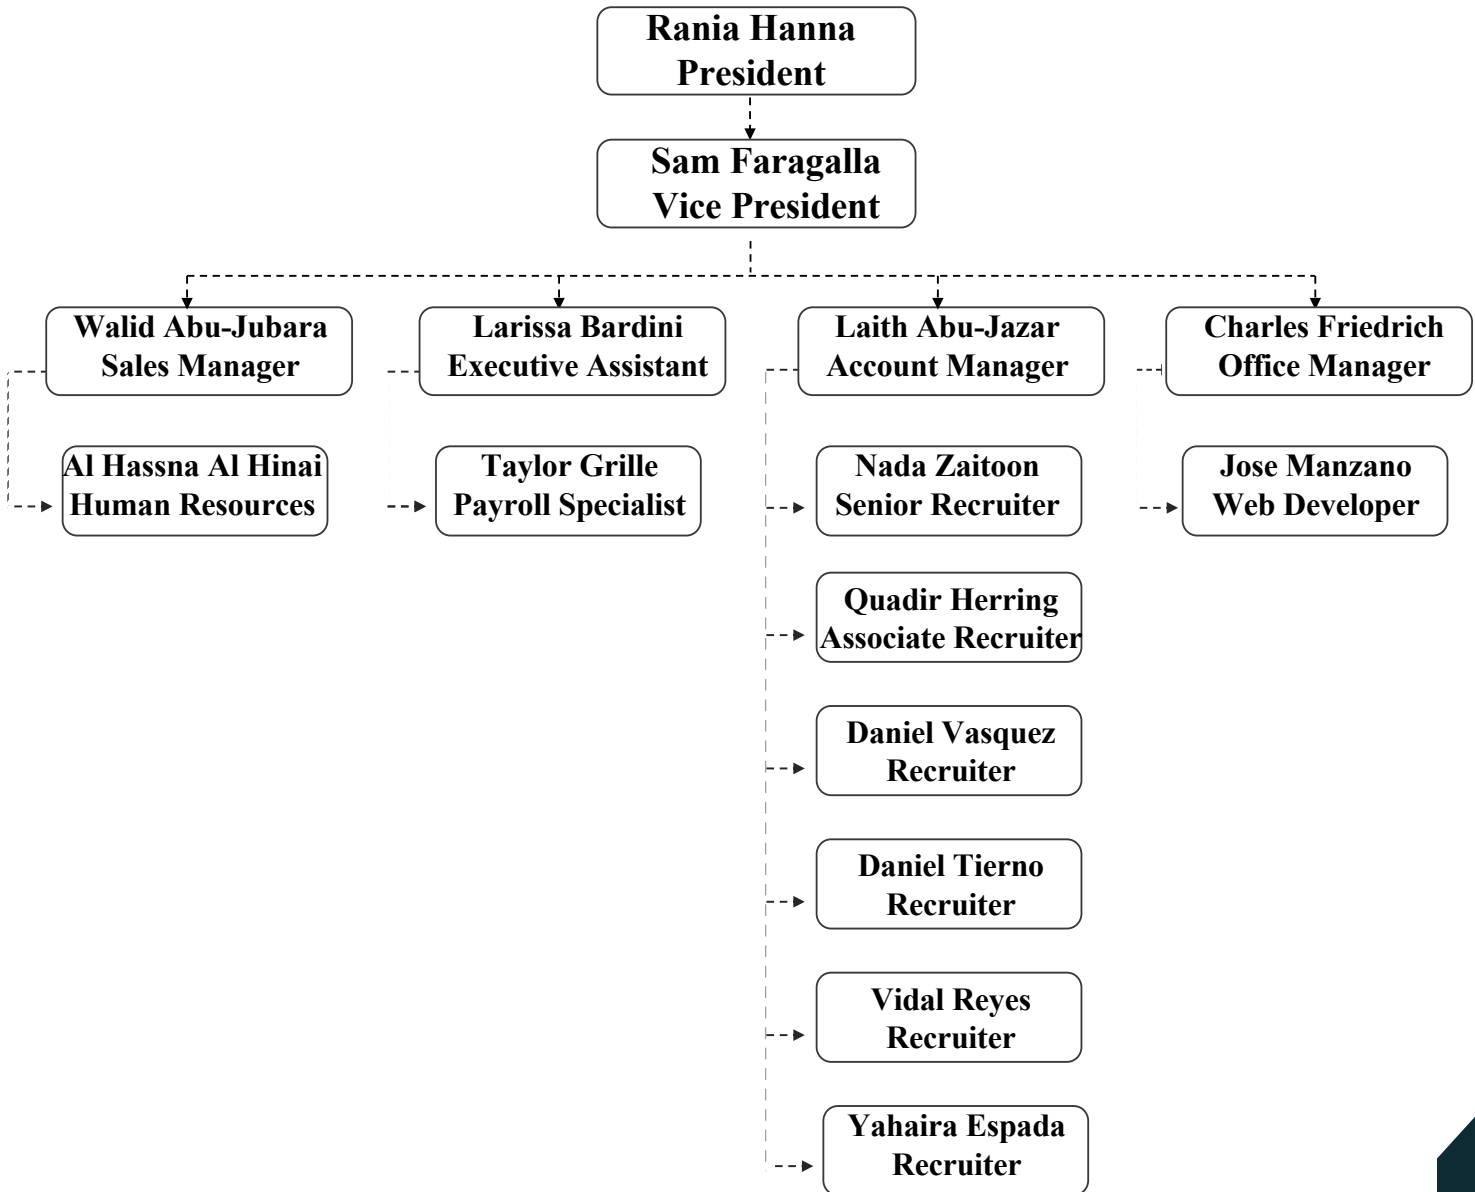 Rania Hanna
President
Sam Faragalla
Vice President
Walid Abu-Jubara
Sales Manager
Larissa Bardini
Executive Assistant
Laith Abu-Jazar
Account Manager
Charles Friedrich
Office Manager
Al Hassna Al Hinai
Human Resources
Taylor Grille
Payroll Specialist
Nada Zaitoon
Senior Recruiter
Jose Manzano
Web Developer
Quadir Herring
Associate Recruiter
Daniel Vasquez
Recruiter
Daniel Tierno
Recruiter
Vidal Reyes
Recruiter
Yahaira Espada
Recruiter